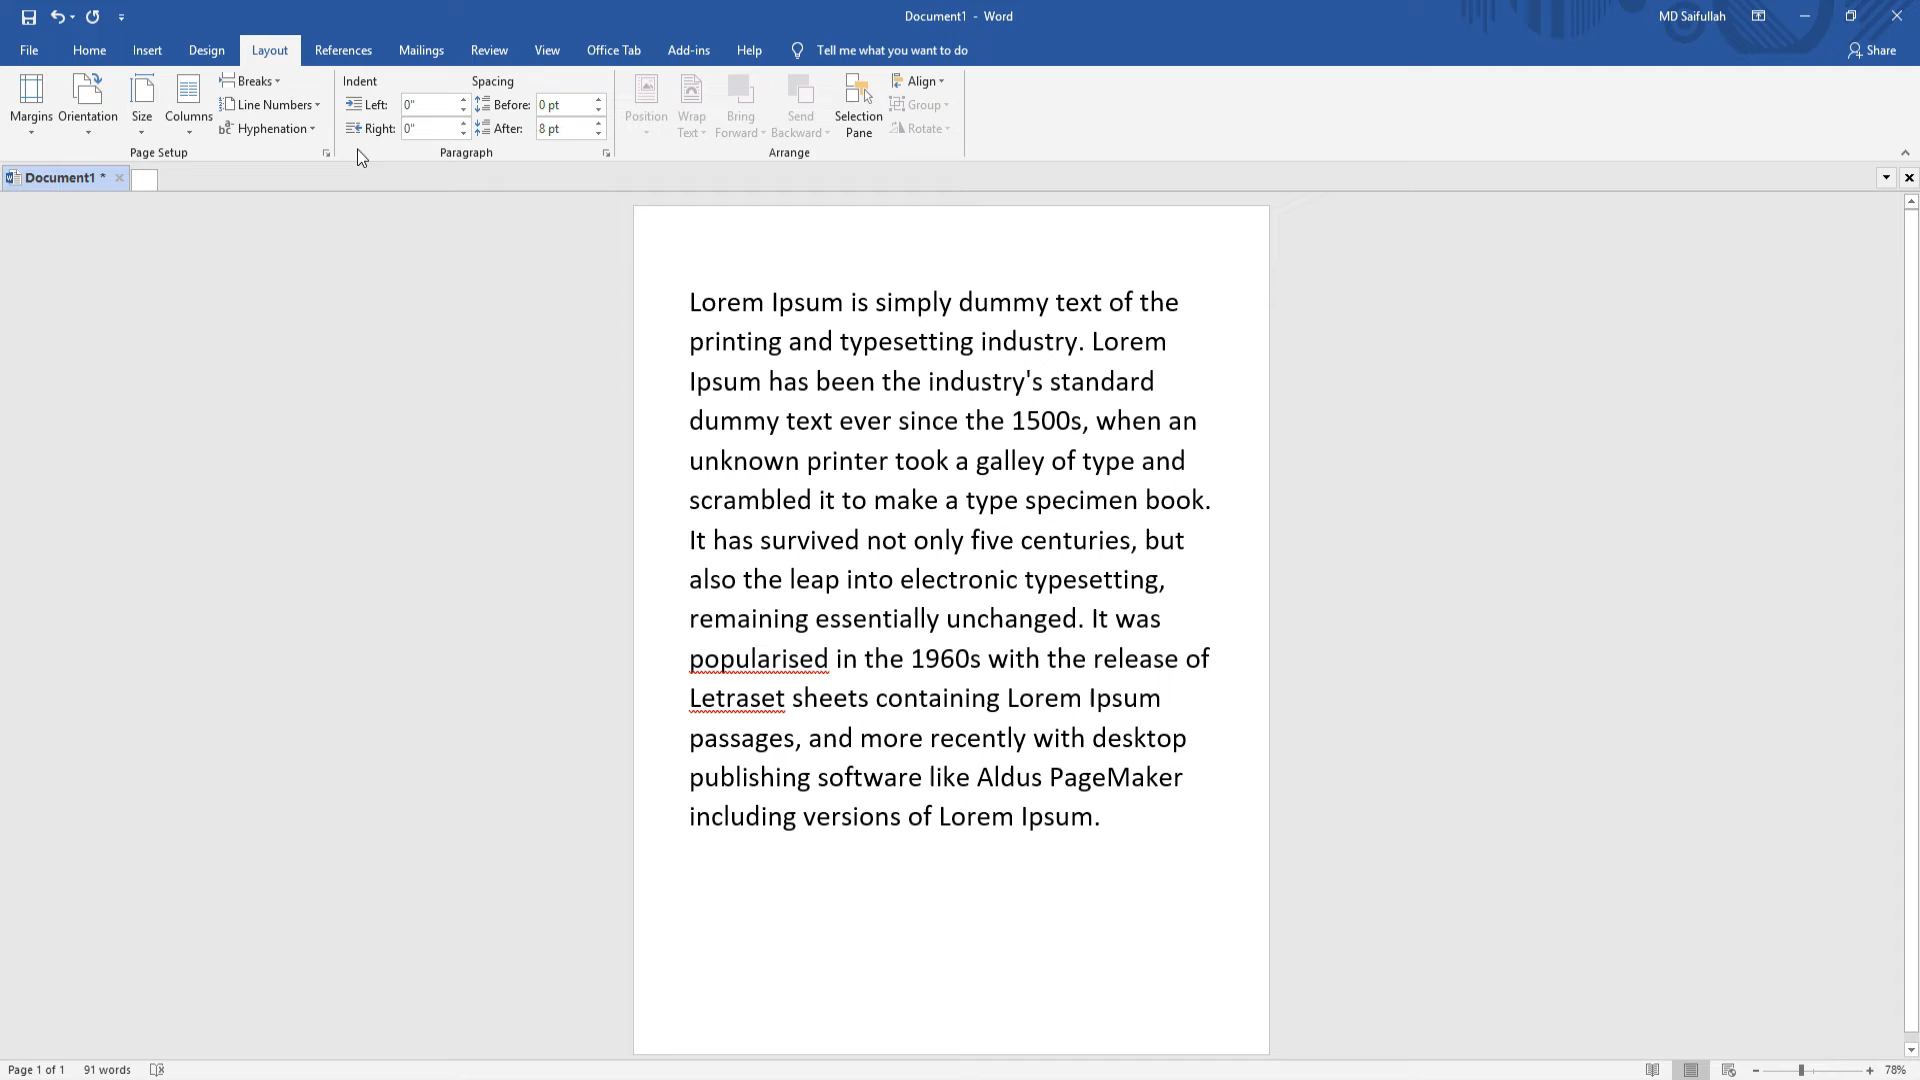 Document1 - Word
MD Saifullah
File Home Insert Design Layout References Mailings Review View Office Tab Add-ins Help Tell me what you want to do Share
Margins
Orientation
Size
Columns
Breaks
Line Numbers
Hyphenation
Page Setup
Indent
Left: 0"
Right: 0"
Spacing
Before: 0 pt
After: 8 pt
Paragraph
Position
Wrap
Text
Bring
Forward
Send
Backward
Selection
Pane
Align
Group
Rotate
Arrange
Document1 *
Lorem Ipsum is simply dummy text of the
printing and typesetting industry. Lorem
Ipsum has been the industry's standard
dummy text ever since the 1500s, when an
unknown printer took a galley of type and
scrambled it to make a type specimen book.
It has survived not only five centuries, but
also the leap into electronic typesetting,
remaining essentially unchanged. It was
popularised in the 1960s with the release of
Letraset sheets containing Lorem Ipsum
passages, and more recently with desktop
publishing software like Aldus PageMaker
including versions of Lorem Ipsum.
Page 1 of 1 91 words 78%